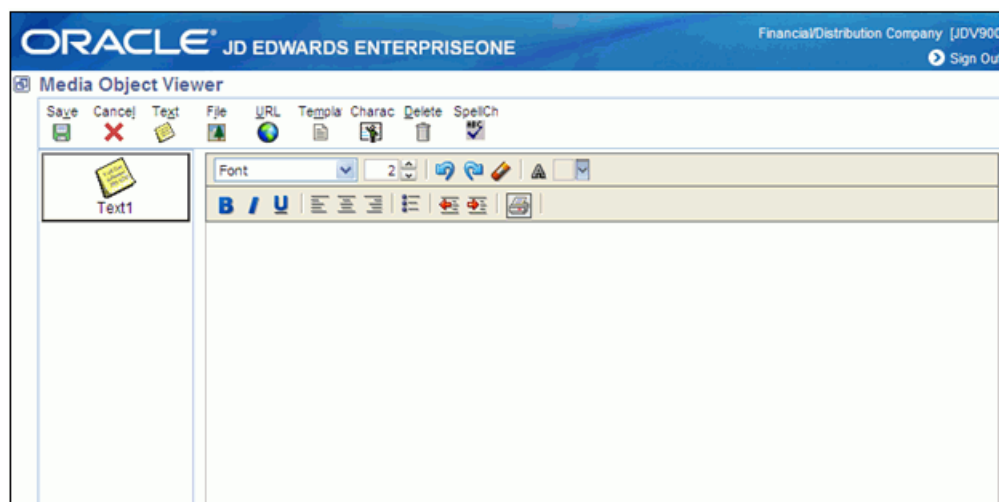 ORACLE® JD EDWARDS ENTERPRISEONE
Financial/Distribution Company [JDV900
Sign Out
Media Object Viewer
Save Cancel Text File URL Templa Charac Delete SpellCh
Text1
Font 2
B I U